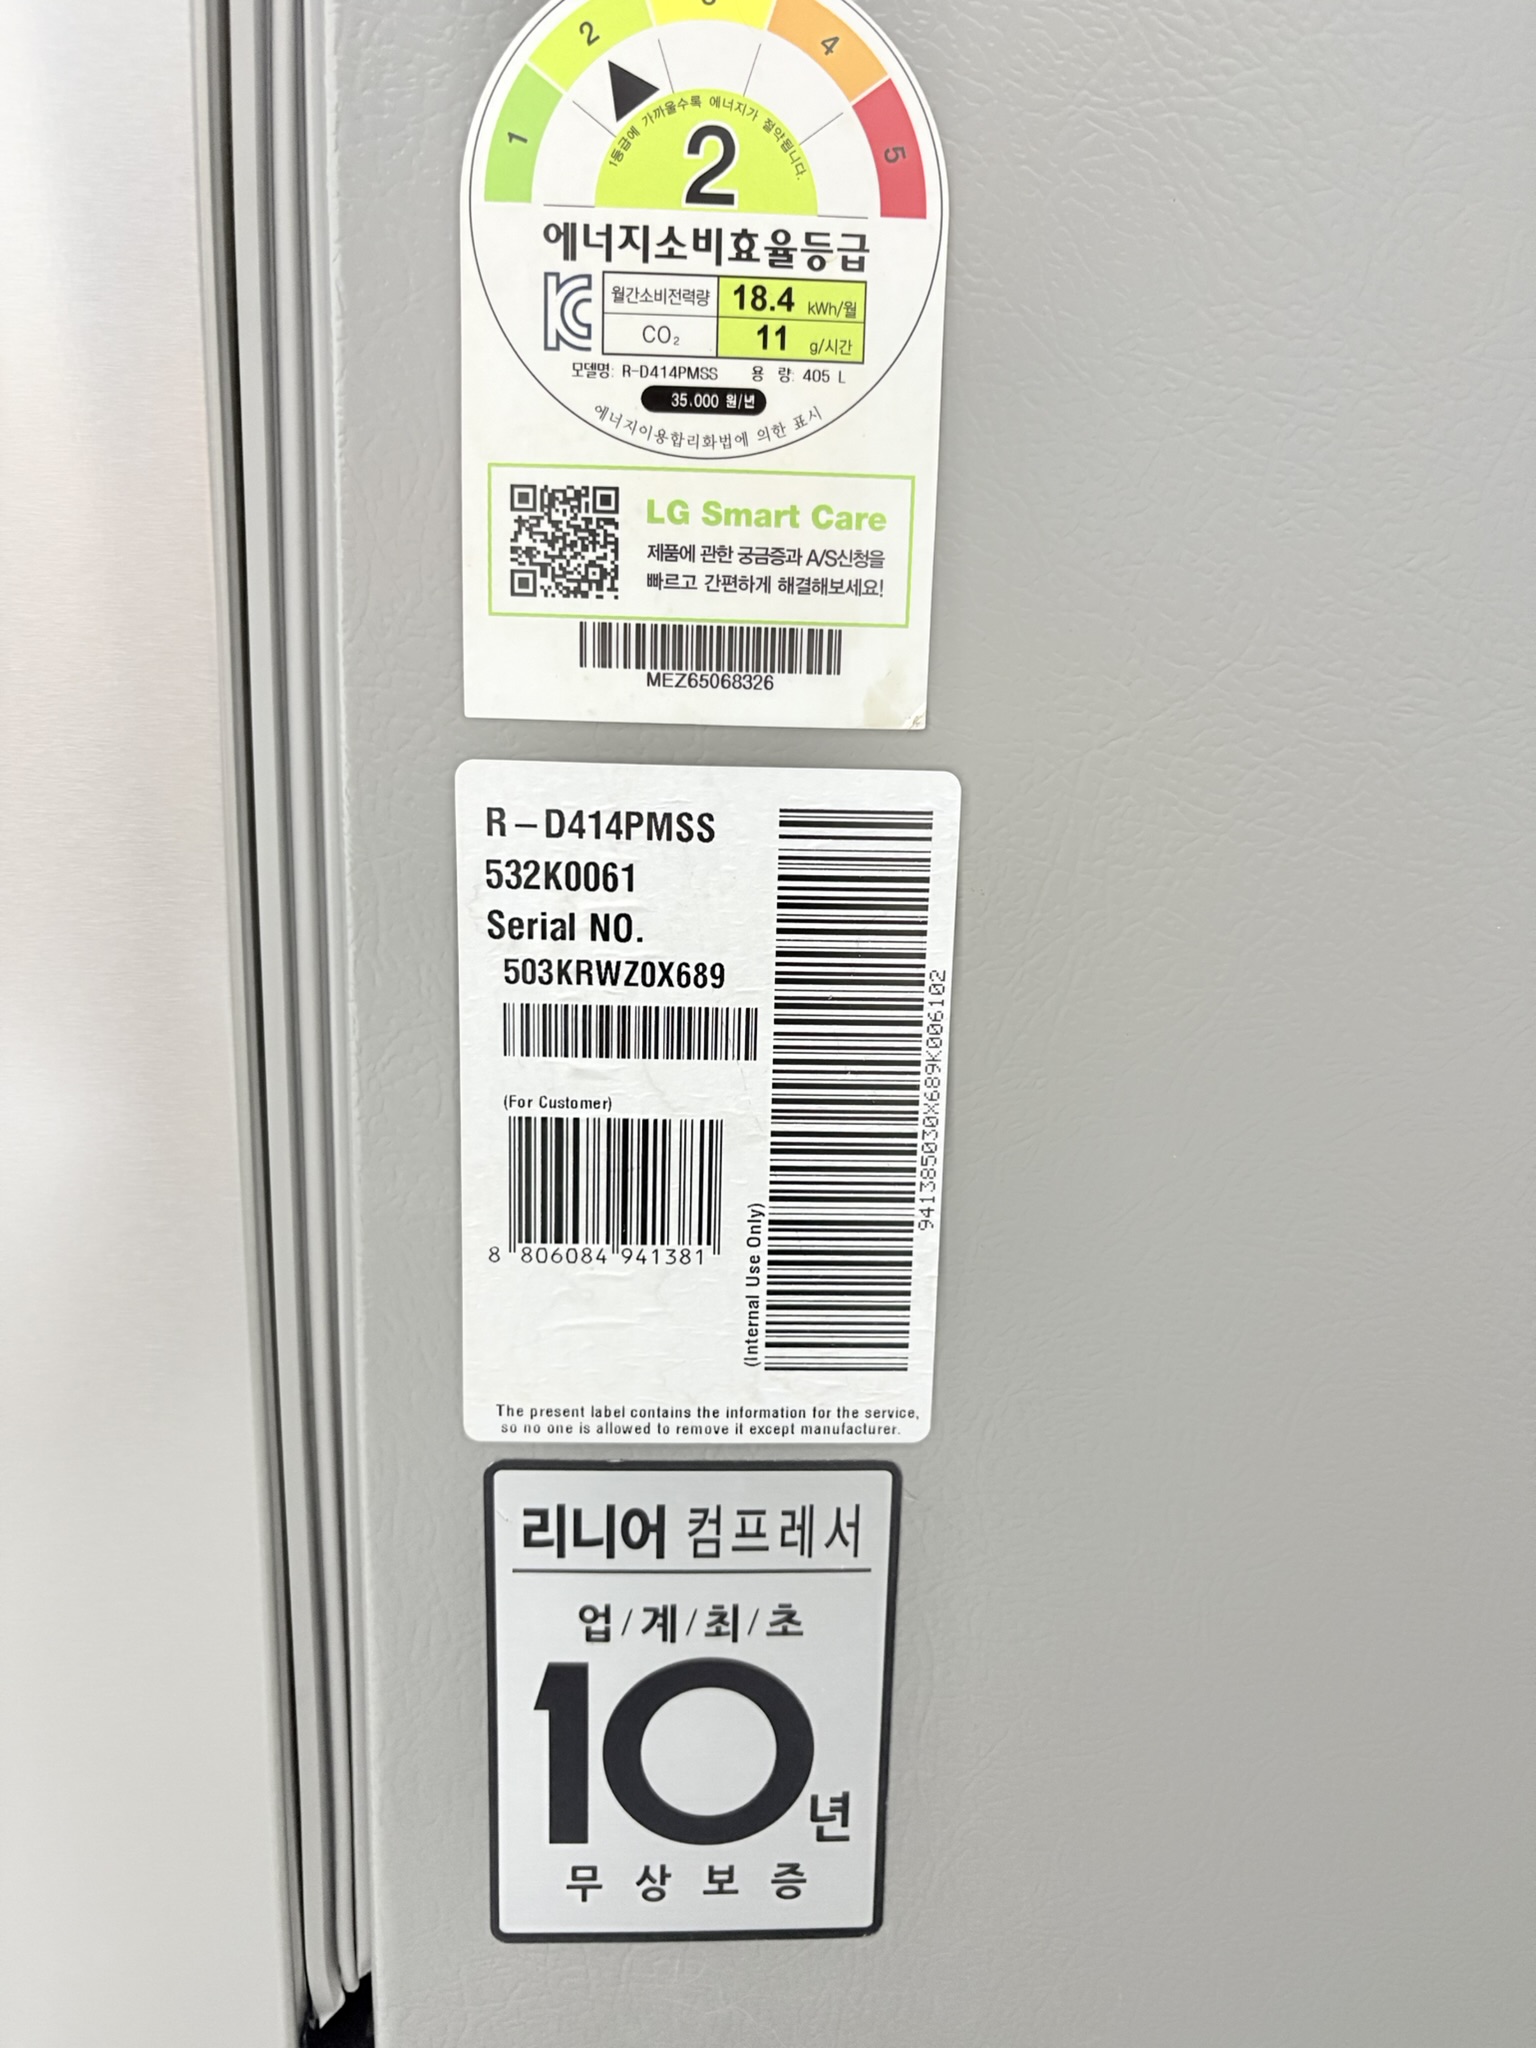 1
2
3
4
5
1등급에 가까울수록 에너지가 절약됩니다.
2
에너지소비효율등급
월간소비전력량 18.4 kWh/월
CO₂ 11 g/시간
모델명: R-D414PMSS 용 량: 405 L
35,000 원/년
에너지이용합리화법에 의한 표시
LG Smart Care
제품에 관한 궁금증과 A/S신청을
빠르고 간편하게 해결해보세요!
MEZ65068326
R-D414PMSS
532K0061
Serial NO.
503KRWZ0X689
(For Customer)
8 806084 941381
(Internal Use Only)
941385030X689K006102
The present label contains the information for the service,
so no one is allowed to remove it except manufacturer.
리니어 컴프레서
업/계/최/초
10년
무상보증